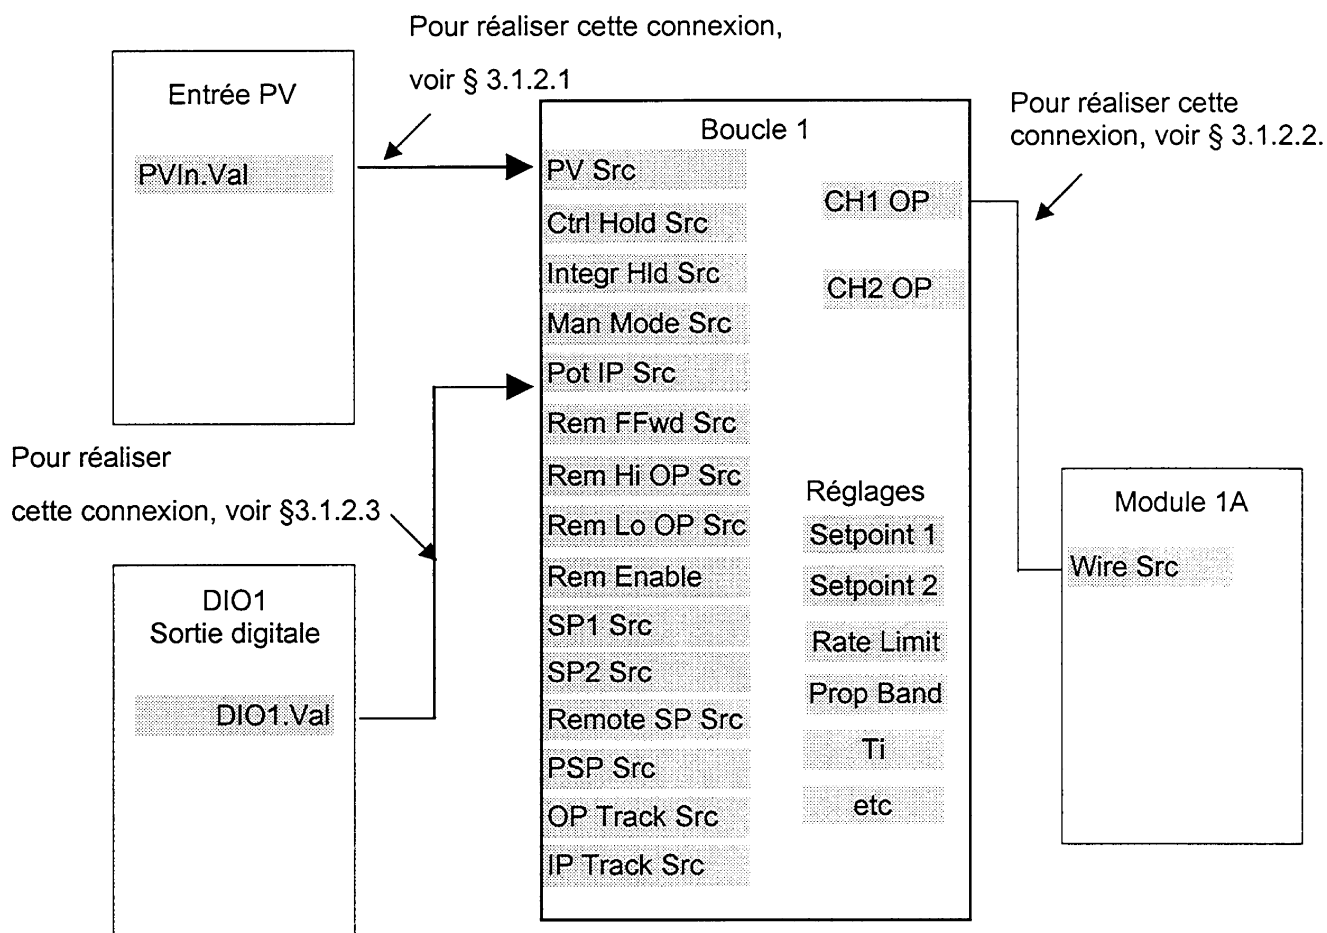 Pour réaliser cette connexion,
voir § 3.1.2.1
Entrée PV
PVIn.Val
Pour réaliser
cette connexion, voir §3.1.2.3
DIO1
Sortie digitale
DIO1.Val
Boucle 1
PV Src
Ctrl Hold Src
Integr Hld Src
Man Mode Src
Pot IP Src
Rem FFwd Src
Rem Hi OP Src
Rem Lo OP Src
Rem Enable
SP1 Src
SP2 Src
Remote SP Src
PSP Src
OP Track Src
IP Track Src
CH1 OP
CH2 OP
Réglages
Setpoint 1
Setpoint 2
Rate Limit
Prop Band
Ti
etc
Pour réaliser cette
connexion, voir § 3.1.2.2.
Module 1A
Wire Src